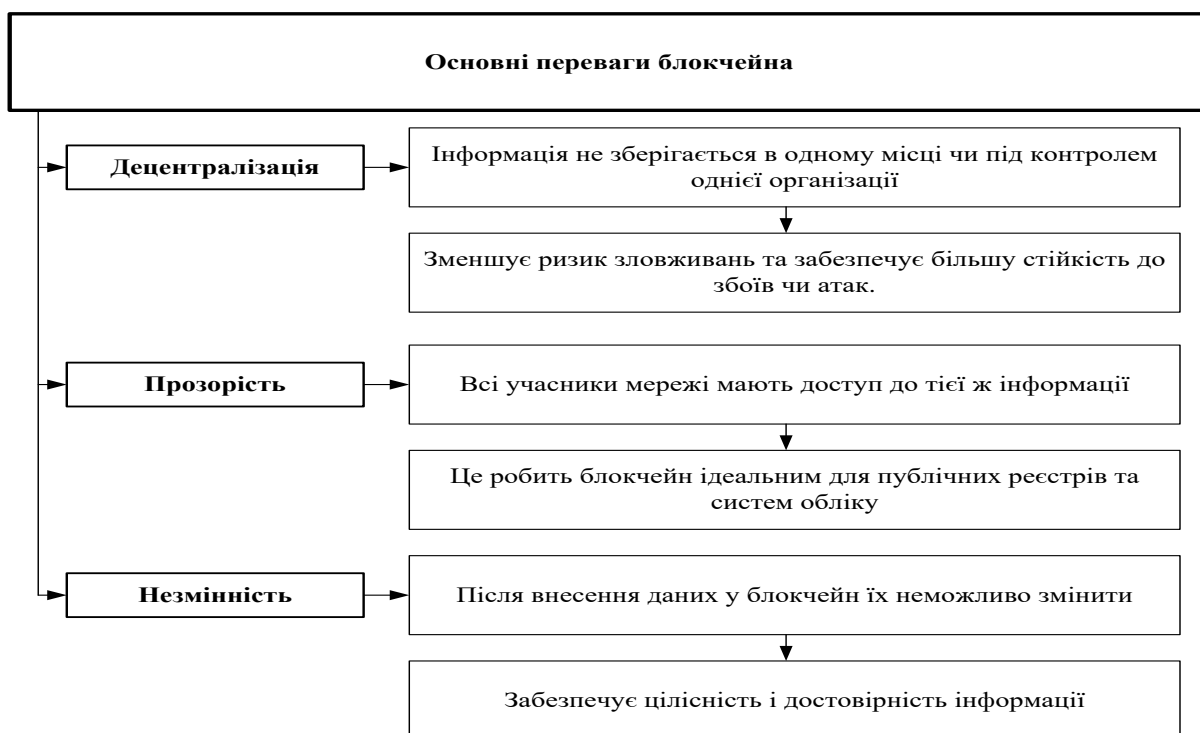 Основні переваги блокчейна
Децентралізація
Інформація не зберігається в одному місці чи під контролем
однієї організації
Зменшує ризик зловживань та забезпечує більшу стійкість до
збоїв чи атак.
Прозорість
Всі учасники мережі мають доступ до тієї ж інформації
Це робить блокчейн ідеальним для публічних реєстрів та
систем обліку
Незмінність
Після внесення даних у блокчейн їх неможливо змінити
Забезпечує цілісність і достовірність інформації